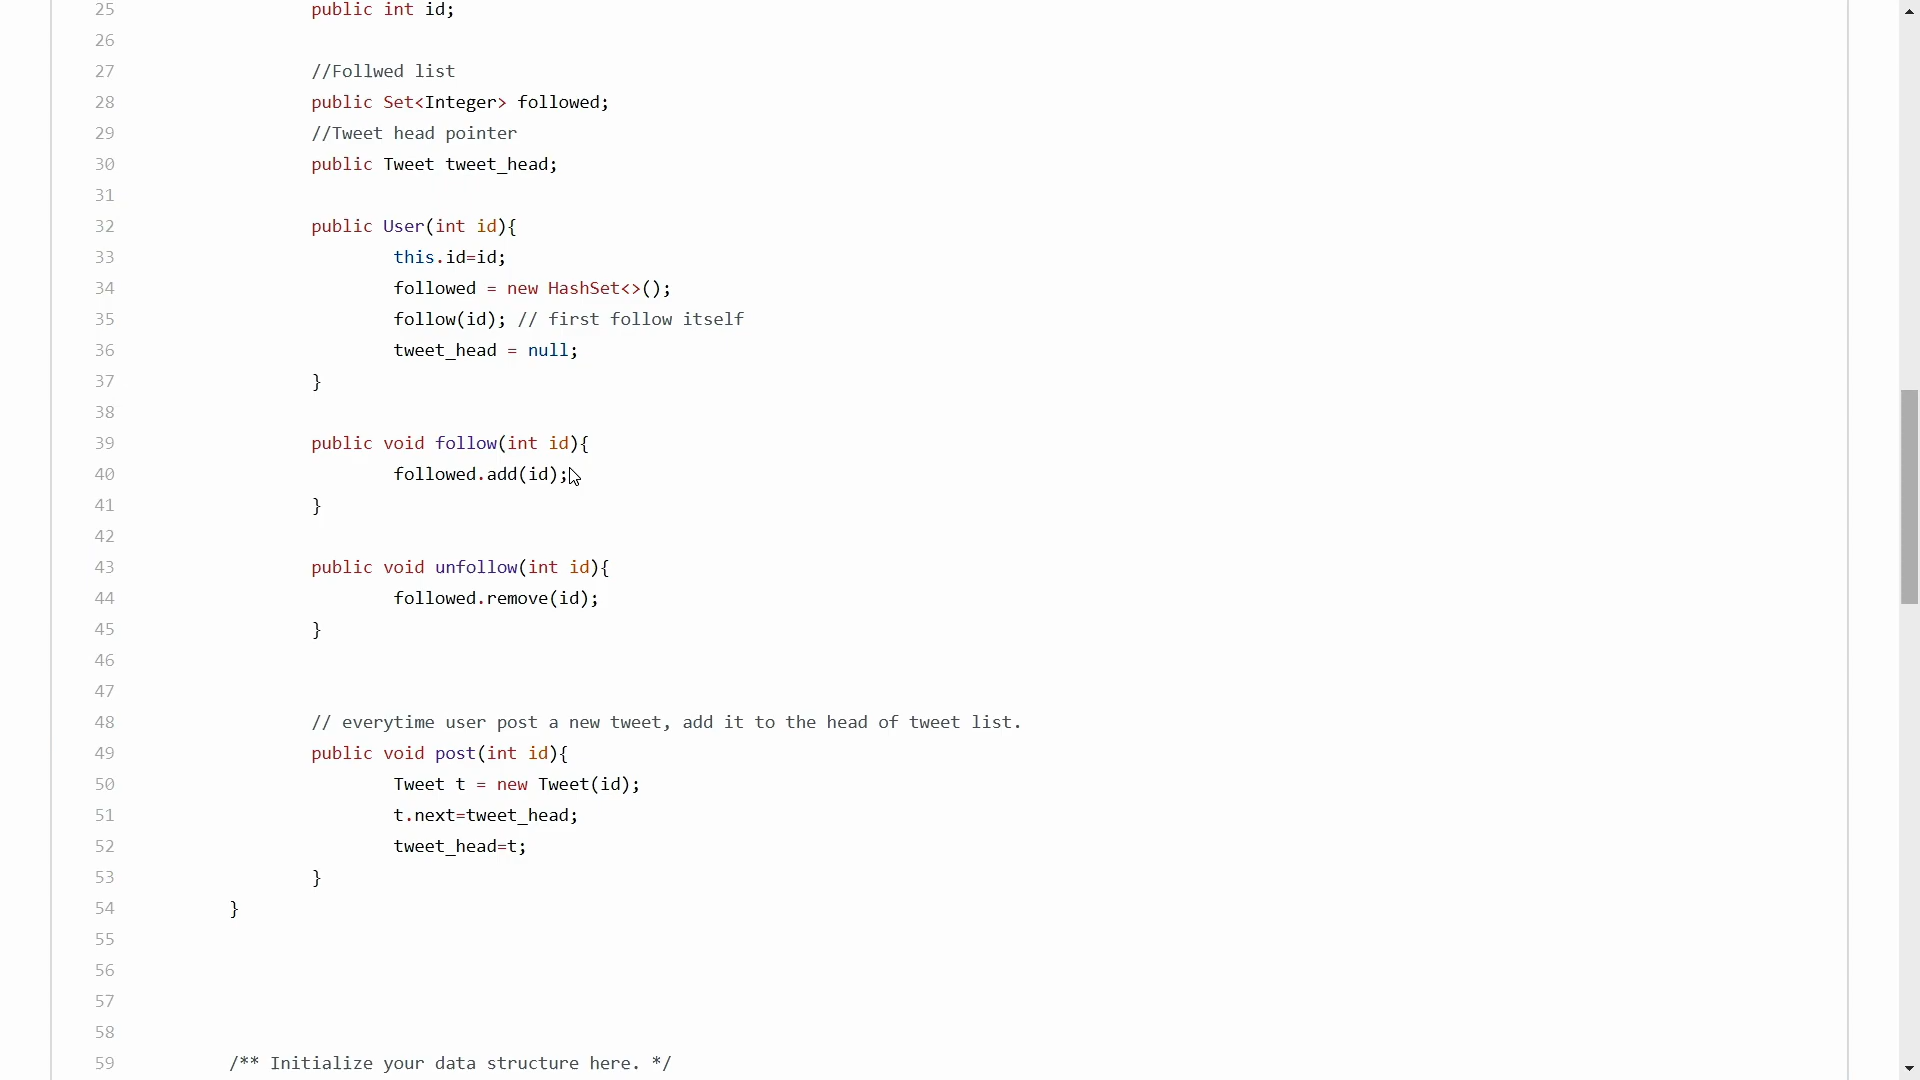 25 public int id;
26
27 //Follwed list
28 public Set<Integer> followed;
29 //Tweet head pointer
30 public Tweet tweet_head;
31
32 public User(int id){
33 this.id=id;
34 followed = new HashSet<>();
35 follow(id); // first follow itself
36 tweet_head = null;
37 }
38
39 public void follow(int id){
40 followed.add(id);
41 }
42
43 public void unfollow(int id){
44 followed.remove(id);
45 }
46
47
48 // everytime user post a new tweet, add it to the head of tweet list.
49 public void post(int id){
50 Tweet t = new Tweet(id);
51 t.next=tweet_head;
52 tweet_head=t;
53 }
54 }
55
56
57
58
59 /** Initialize your data structure here. */